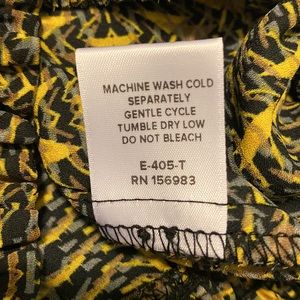 MACHINE WASH COLD
SEPARATELY
GENTLE CYCLE
TUMBLE DRY LOW
DO NOT BLEACH
E-405-T
RN 156983